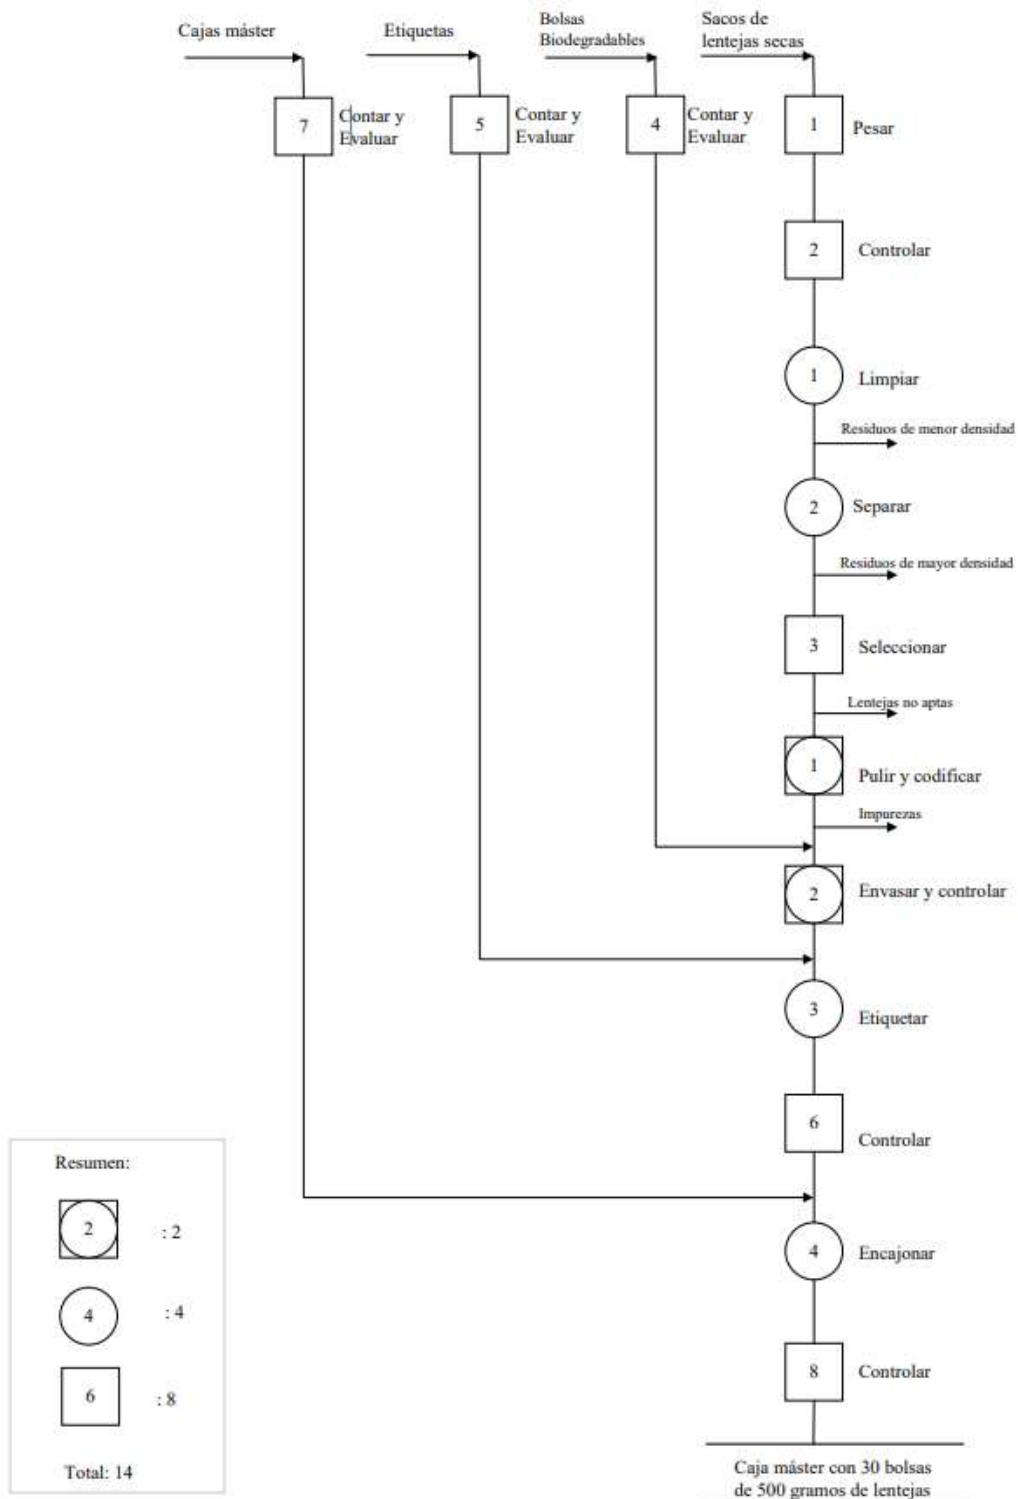 Cajas máster
Etiquetas
Bolsas
Biodegradables
Sacos de
lentejas secas
7
Contar y
Evaluar
5
Contar y
Evaluar
4
Contar y
Evaluar
1
Pesar
2
Controlar
1
Limpiar
Residuos de menor densidad
2
Separar
Residuos de mayor densidad
3
Seleccionar
Lentejas no aptas
1
Pulir y codificar
Impurezas
2
Envasar y controlar
3
Etiquetar
6
Controlar
4
Encajonar
8
Controlar
Caja máster con 30 bolsas
de 500 gramos de lentejas
Resumen:
2 : 2
4 : 4
6 : 8
Total: 14